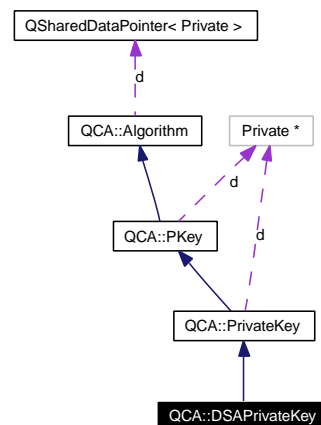 QSharedDataPointer< Private >
d
QCA::Algorithm
Private *
d
QCA::PKey
d
QCA::PrivateKey
QCA::DSAPrivateKey